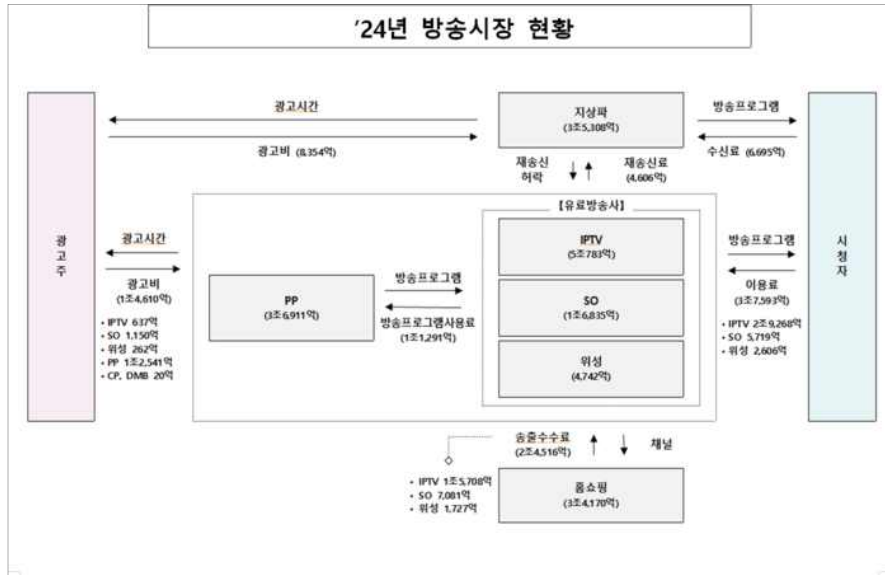 '24년 방송시장 현황
광고주
광고시간
광고비 (8,354억)
지상파
(3조5,308억)
방송프로그램
수신료 (6,695억)
시청자
재송신
허락
재송신료
(4,606억)
광고시간
광고비
(1조4,610억)
• IPTV 637억
• SO 1,150억
• 위성 262억
• PP 1조2,541억
• CP, DMB 20억
PP
(3조6,911억)
방송프로그램
방송프로그램사용료
(1조1,291억)
【유료방송사】
IPTV
(5조783억)
SO
(1조6,835억)
위성
(4,742억)
방송프로그램
이용료
(3조7,593억)
• IPTV 2조9,268억
• SO 5,719억
• 위성 2,606억
송출수수료
(2조4,516억)
채널
• IPTV 1조5,708억
• SO 7,081억
• 위성 1,727억
홈쇼핑
(3조4,170억)